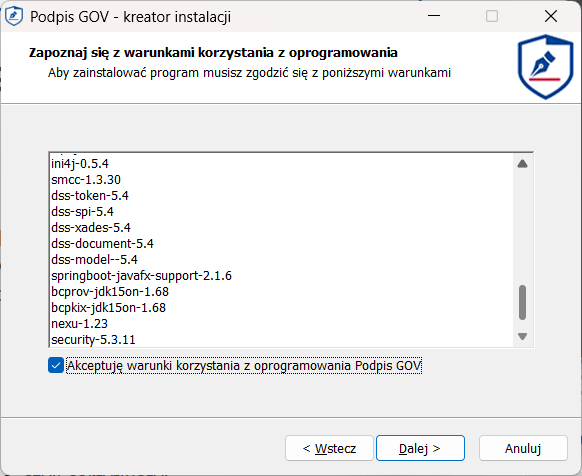 Podpis GOV - kreator instalacji
Zapoznaj się z warunkami korzystania z oprogramowania
Aby zainstalować program musisz zgodzić się z poniższymi warunkami
ini4j-0.5.4
smcc-1.3.30
dss-token-5.4
dss-spi-5.4
dss-xades-5.4
dss-document-5.4
dss-model--5.4
springboot-javafx-support-2.1.6
bcprov-jdk15on-1.68
bcpkix-jdk15on-1.68
nexu-1.23
security-5.3.11
Akceptuję warunki korzystania z oprogramowania Podpis GOV
< Wstecz
Dalej >
Anuluj